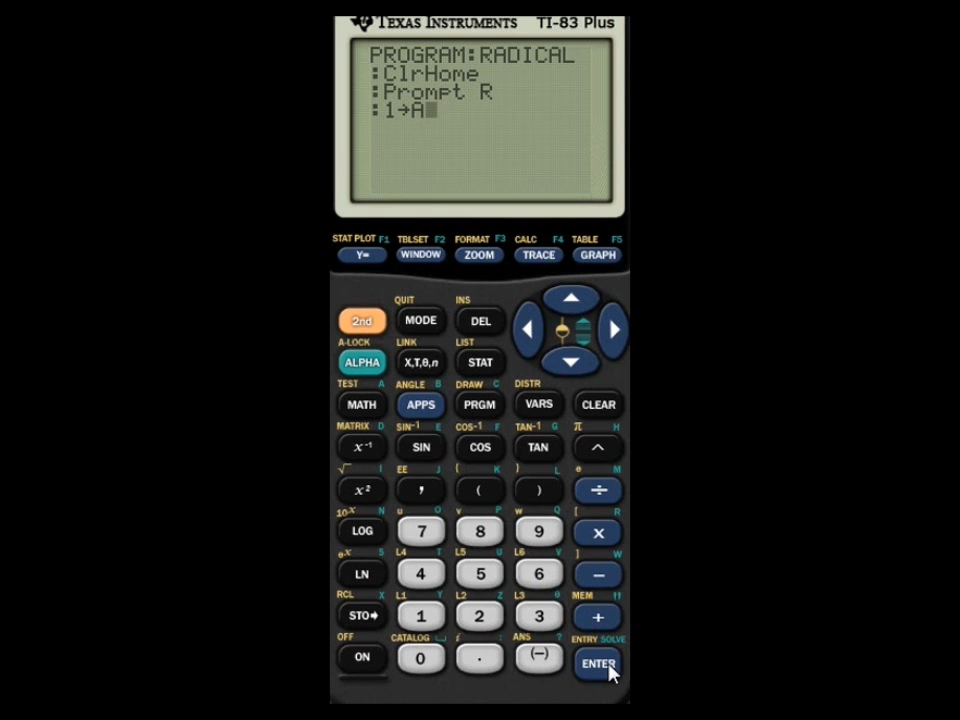 TEXAS INSTRUMENTS TI-83 Plus
PROGRAM:RADICAL
:ClrHome
:Prompt R
:1→A
STAT PLOT F1 TBLSET F2 FORMAT F3 CALC F4 TABLE F5
Y= WINDOW ZOOM TRACE GRAPH
QUIT INS
2nd MODE DEL
A-LOCK LINK LIST
ALPHA X,T,θ,n STAT
TEST A ANGLE B DRAW C DISTR
MATH APPS PRGM VARS CLEAR
MATRIX D SIN⁻¹ E COS⁻¹ F TAN⁻¹ G π H
x⁻¹ SIN COS TAN ^
√ I EE J { K } L e M
x² , ( ) ÷
10ˣ N u O v P w Q [ R
LOG 7 8 9 x
eˣ S L4 T L5 U L6 V ] W
LN 4 5 6 −
RCL X L1 Y L2 Z L3 θ MEM "
STO➡ 1 2 3 +
OFF CATALOG ⎵ i : ANS ? ENTRY SOLVE
ON 0 . (−) ENTER